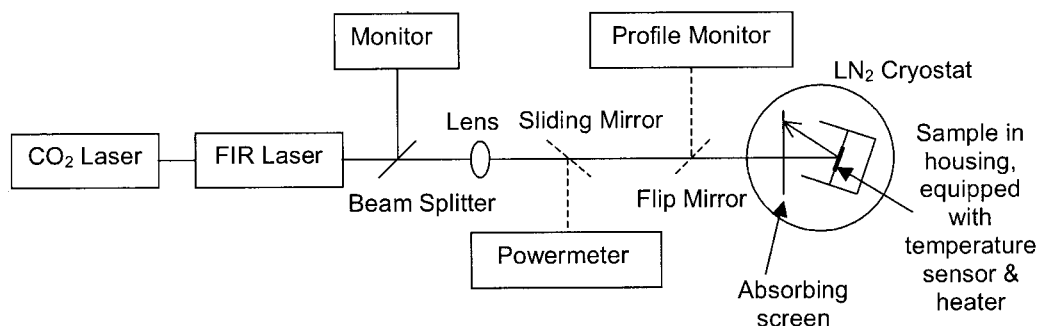 Monitor
Profile Monitor
LN₂ Cryostat
CO₂ Laser
FIR Laser
Lens
Sliding Mirror
Beam Splitter
Flip Mirror
Powermeter
Sample in
housing,
equipped
with
temperature
sensor &
heater
Absorbing
screen